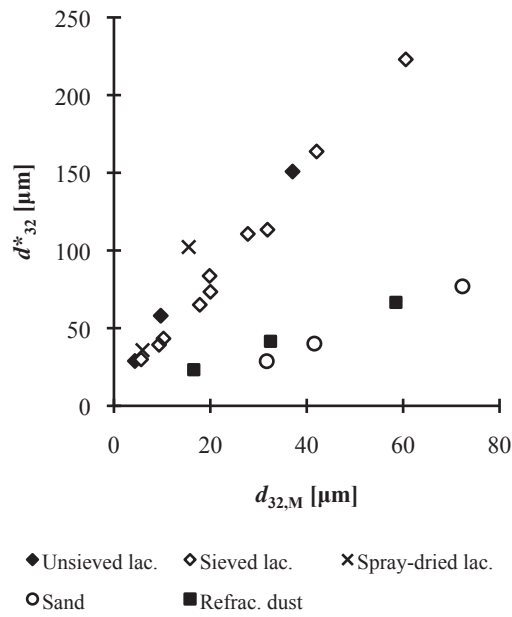 250
200
150
100
50
0
d*32 [μm]
0 20 40 60 80
d32,M [μm]
Unsieved lac. Sieved lac. Spray-dried lac.
Sand Refrac. dust